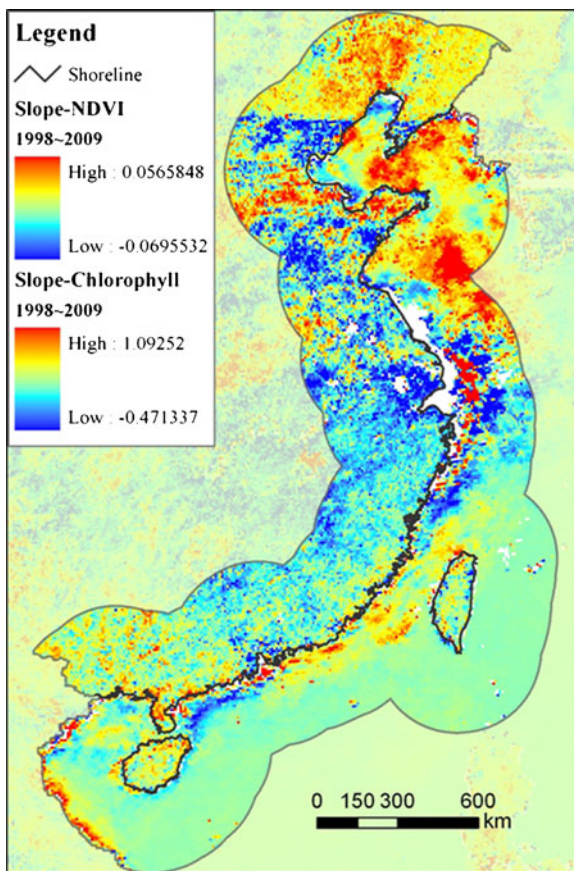 Legend
Shoreline
Slope-NDVI
1998~2009
High : 0.0565848
Low : -0.0695532
Slope-Chlorophyll
1998~2009
High : 1.09252
Low : -0.471337
0 150 300 600
km